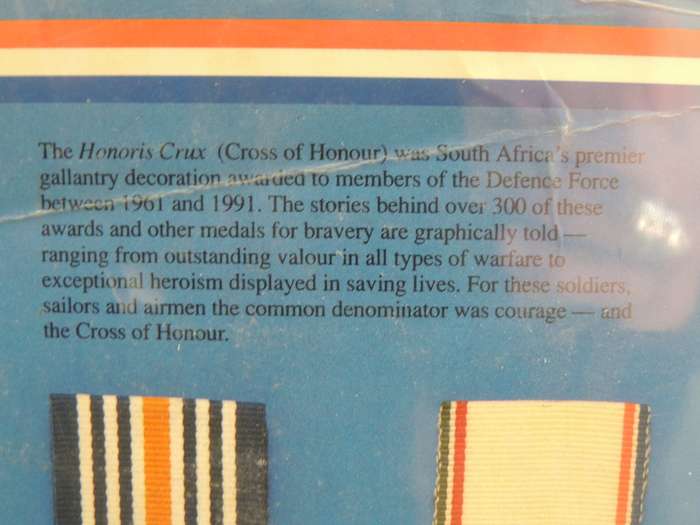 The Honoris Crux (Cross of Honour) was South Africa's premier
gallantry decoration awarded to members of the Defence Force
between 1961 and 1991. The stories behind over 300 of these
awards and other medals for bravery are graphically told —
ranging from outstanding valour in all types of warfare to
exceptional heroism displayed in saving lives. For these soldiers,
sailors and airmen the common denominator was courage — and
the Cross of Honour.